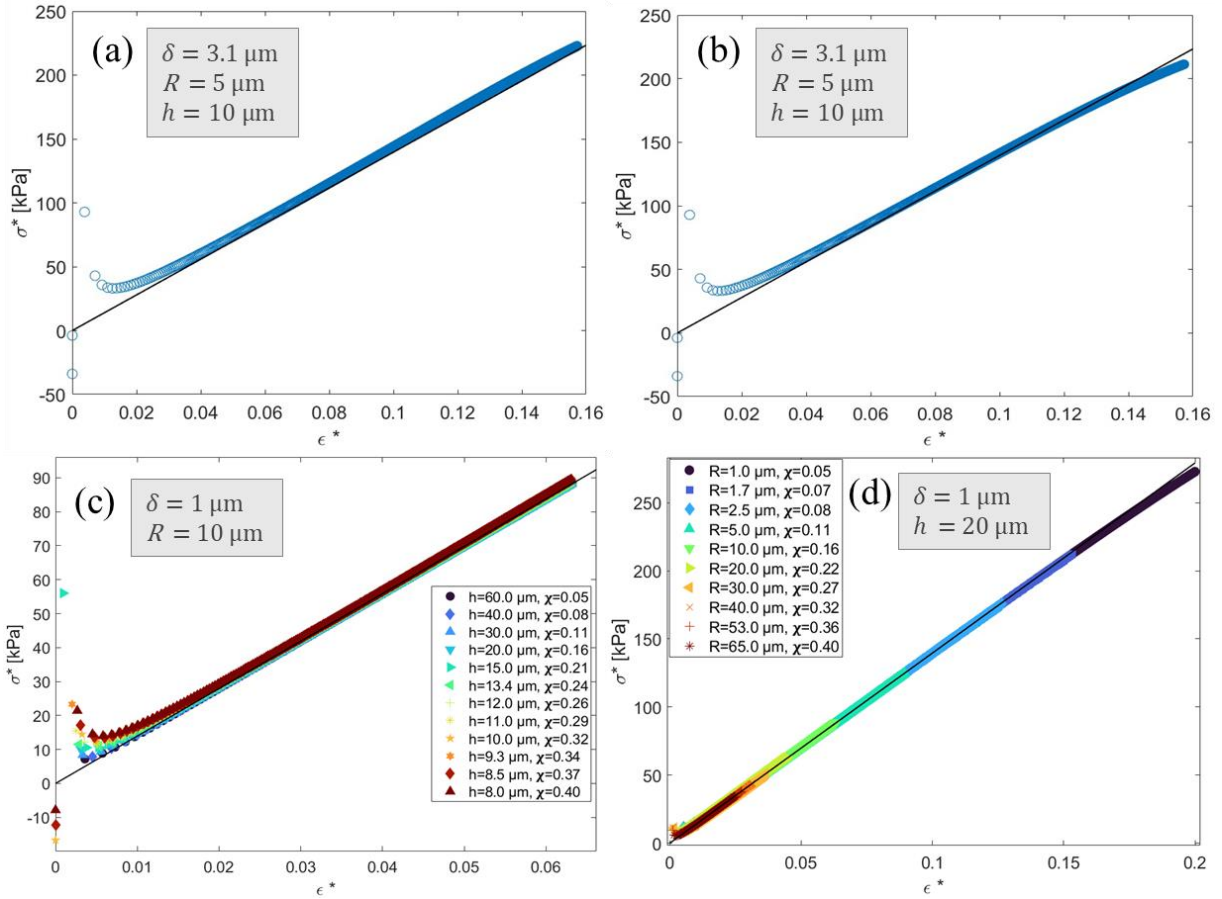 (a)
δ = 3.1 μm
R = 5 μm
h = 10 μm
250
200
150
100
50
0
-50
σ* [kPa]
0 0.02 0.04 0.06 0.08 0.1 0.12 0.14 0.16
ϵ *
(b)
δ = 3.1 μm
R = 5 μm
h = 10 μm
250
200
150
100
50
0
-50
σ* [kPa]
0 0.02 0.04 0.06 0.08 0.1 0.12 0.14 0.16
ϵ *
(c)
δ = 1 μm
R = 10 μm
90
80
70
60
50
40
30
20
10
0
-10
σ* [kPa]
h=60.0 μm, χ=0.05
h=40.0 μm, χ=0.08
h=30.0 μm, χ=0.11
h=20.0 μm, χ=0.16
h=15.0 μm, χ=0.21
h=13.4 μm, χ=0.24
h=12.0 μm, χ=0.26
h=11.0 μm, χ=0.29
h=10.0 μm, χ=0.32
h=9.3 μm, χ=0.34
h=8.5 μm, χ=0.37
h=8.0 μm, χ=0.40
0 0.01 0.02 0.03 0.04 0.05 0.06
ϵ *
R=1.0 μm, χ=0.05
R=1.7 μm, χ=0.07
R=2.5 μm, χ=0.08
R=5.0 μm, χ=0.11
R=10.0 μm, χ=0.16
R=20.0 μm, χ=0.22
R=30.0 μm, χ=0.27
R=40.0 μm, χ=0.32
R=53.0 μm, χ=0.36
R=65.0 μm, χ=0.40
δ = 1 μm
h = 20 μm
(d)
250
200
150
100
50
0
σ* [kPa]
0 0.05 0.1 0.15 0.2
ϵ *